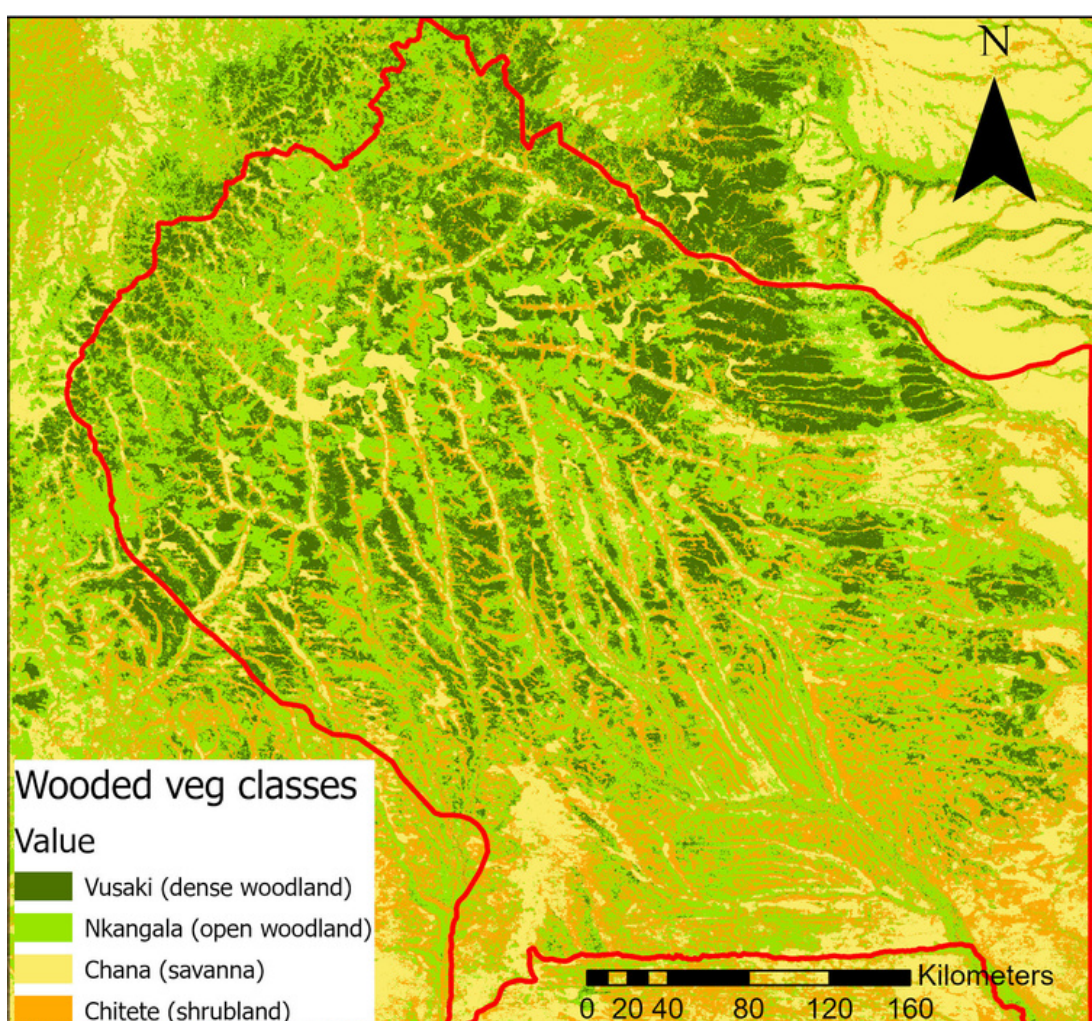 N
Wooded veg classes
Value
Vusaki (dense woodland)
Nkangala (open woodland)
Chana (savanna)
Chitete (shrubland)
Kilometers
0 20 40 80 120 160